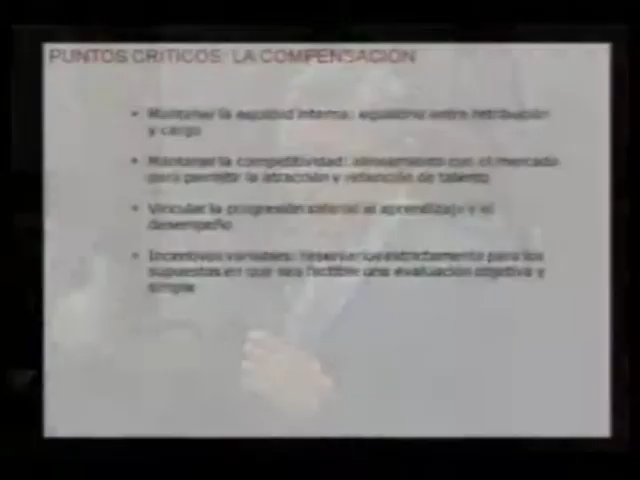 PUNTOS CRITICOS: LA COMPENSACION
• Mantener la equidad interna: equilibrio entre retribución
y cargo
• Mantener la competitividad: alineamiento con el mercado
para permitir la atracción y retención de talento
• Vincular la progresión salarial al aprendizaje y el
desempeño
• Incentivos variables: reservarlos estrictamente para los
supuestos en que sea factible una evaluación objetiva y
simple